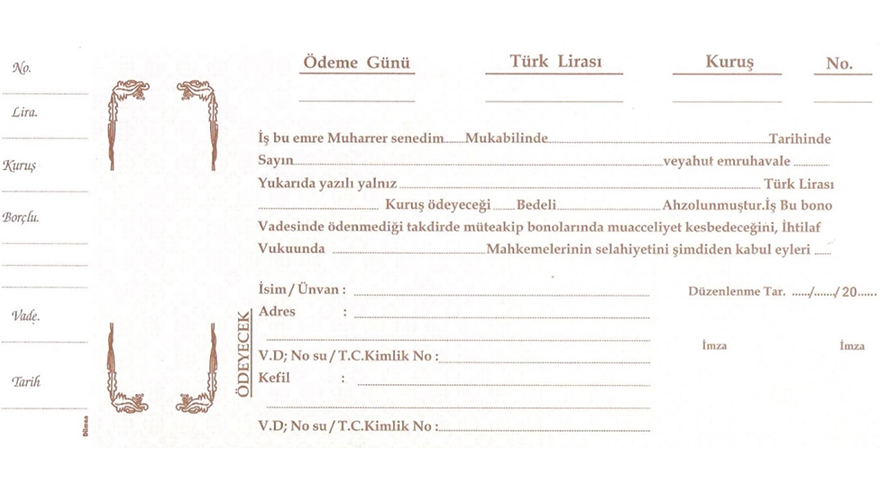 No.
Lira.
Kuruş
Borçlu.
Vade.
Tarih
Ödeme Günü Türk Lirası Kuruş No.
İş bu emre Muharrer senedim.....Mukabilinde..........Tarihinde
Sayın..........veyahut emruhavale ..........
Yukarıda yazılı yalnız..........Türk Lirası
.......... Kuruş ödeyeceği Bedeli..........Ahzolunmuştur.İş Bu bono
Vadesinde ödenmediği takdirde müteakip bonolarında muacceliyet kesbedeceğini, İhtilaf
Vukuunda ..........Mahkemelerinin selahiyetini şimdiden kabul eyleri .....
ÖDEYECEK
İsim / Ünvan : Düzenlenme Tar. ...../....../ 20......
Adres :
V.D; No su / T.C.Kimlik No : İmza İmza
Kefil :
V.D; No su / T.C.Kimlik No :